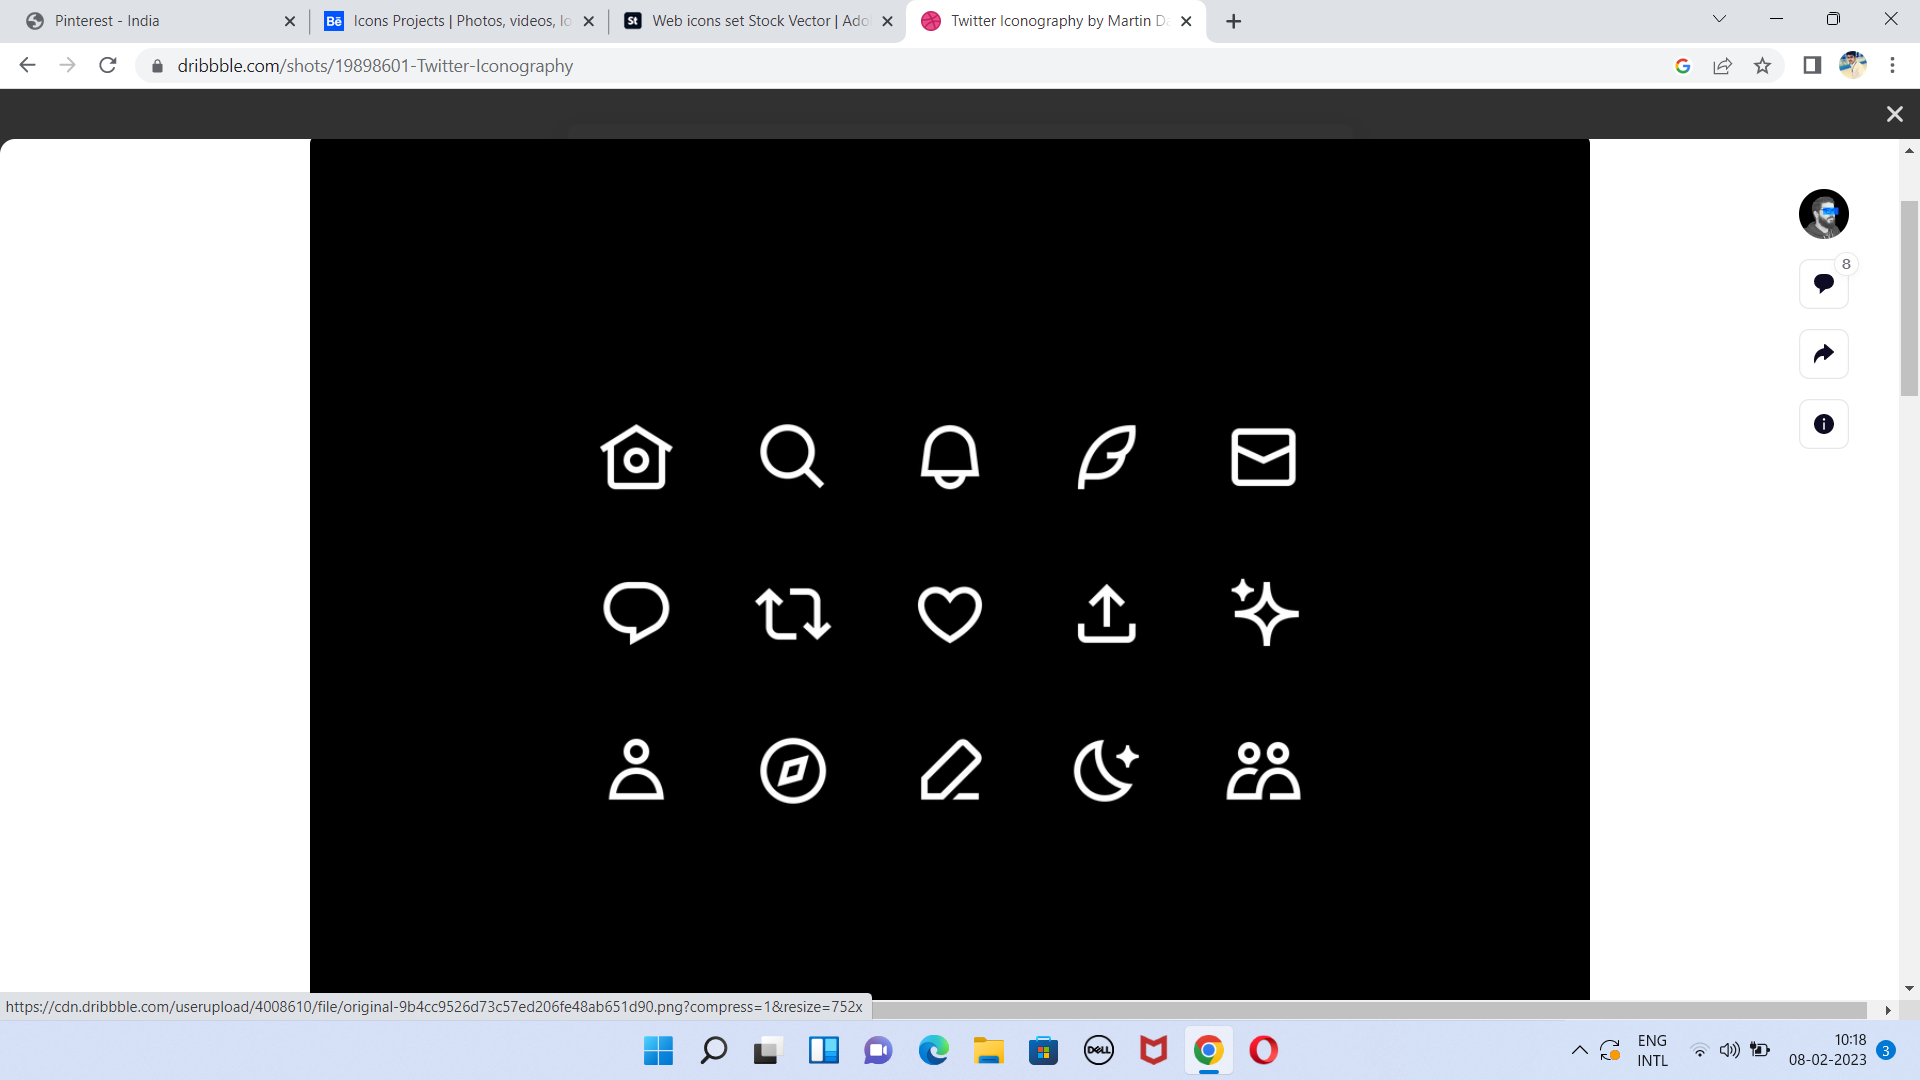 Pinterest - India
Bē Icons Projects | Photos, videos, lo
St Web icons set Stock Vector | Ado
Twitter Iconography by Martin Da
dribbble.com/shots/19898601-Twitter-Iconography
8
https://cdn.dribbble.com/userupload/4008610/file/original-9b4cc9526d73c57ed206fe48ab651d90.png?compress=1&resize=752x
DELL
ENG
INTL
10:18
08-02-2023
3